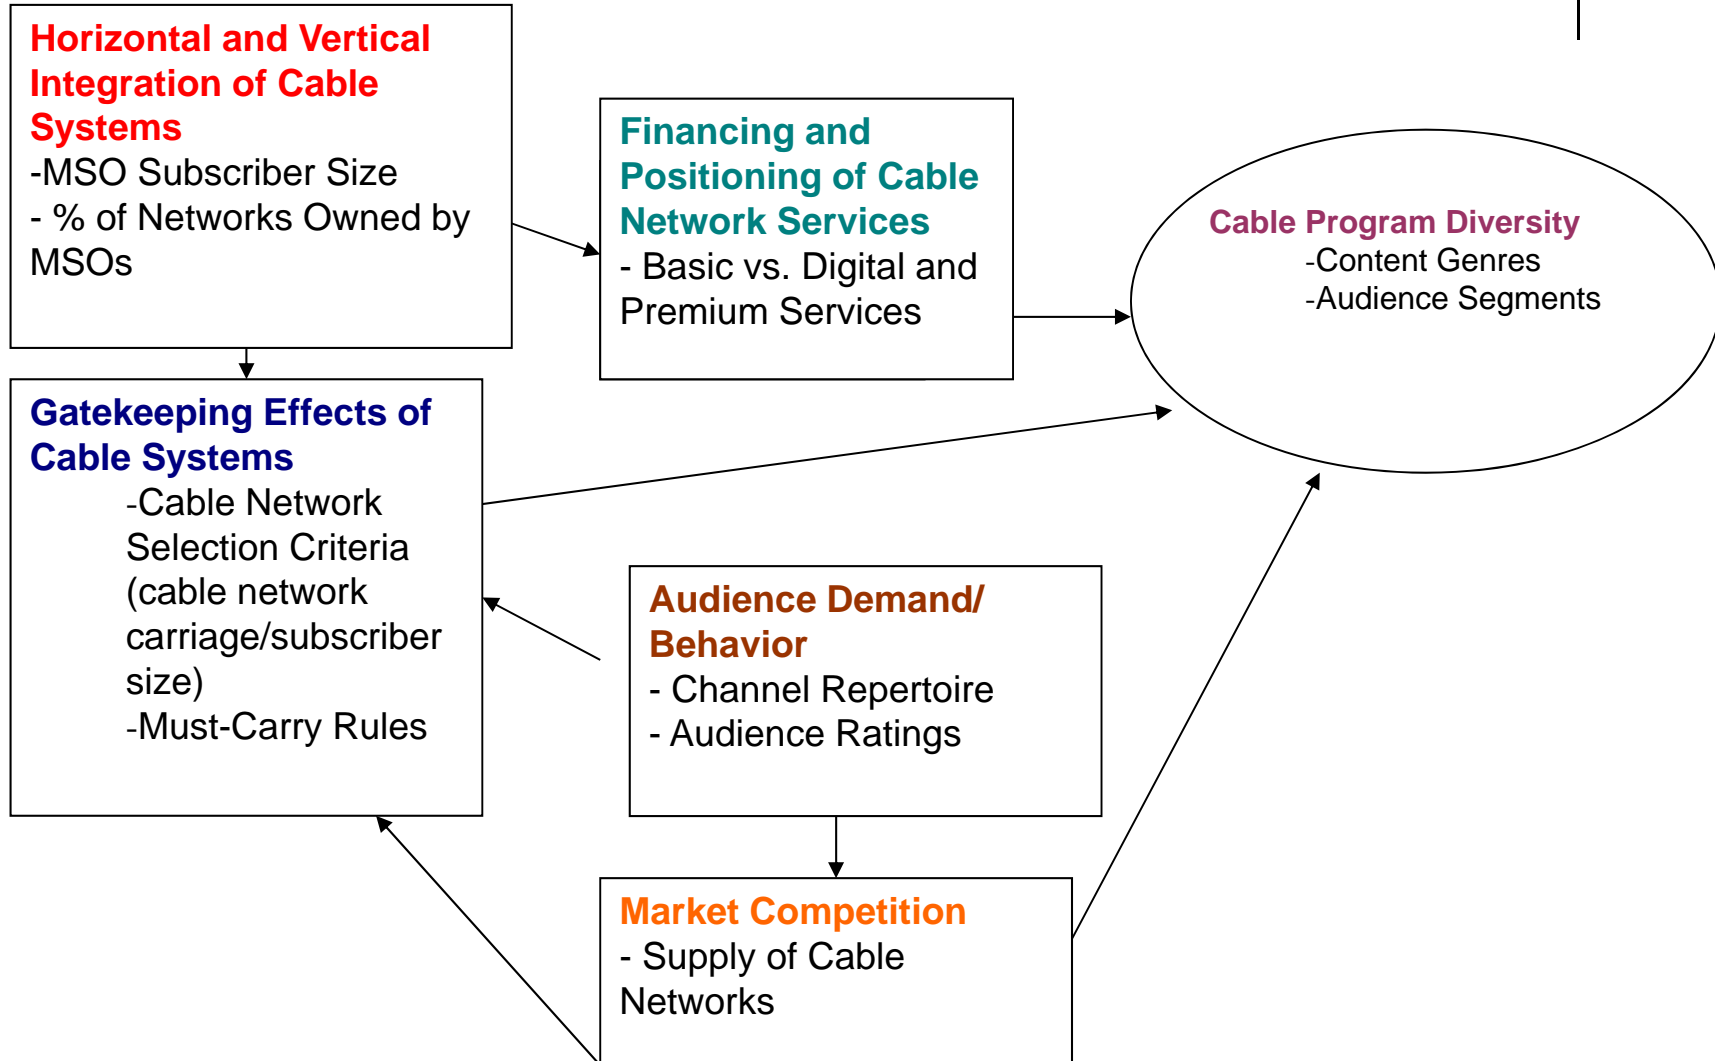 Horizontal and Vertical
Integration of Cable
Systems
-MSO Subscriber Size
- % of Networks Owned by
MSOs
Financing and
Positioning of Cable
Network Services
- Basic vs. Digital and
Premium Services
Cable Program Diversity
-Content Genres
-Audience Segments
Gatekeeping Effects of
Cable Systems
-Cable Network
Selection Criteria
(cable network
carriage/subscriber
size)
-Must-Carry Rules
Audience Demand/
Behavior
- Channel Repertoire
- Audience Ratings
Market Competition
- Supply of Cable
Networks